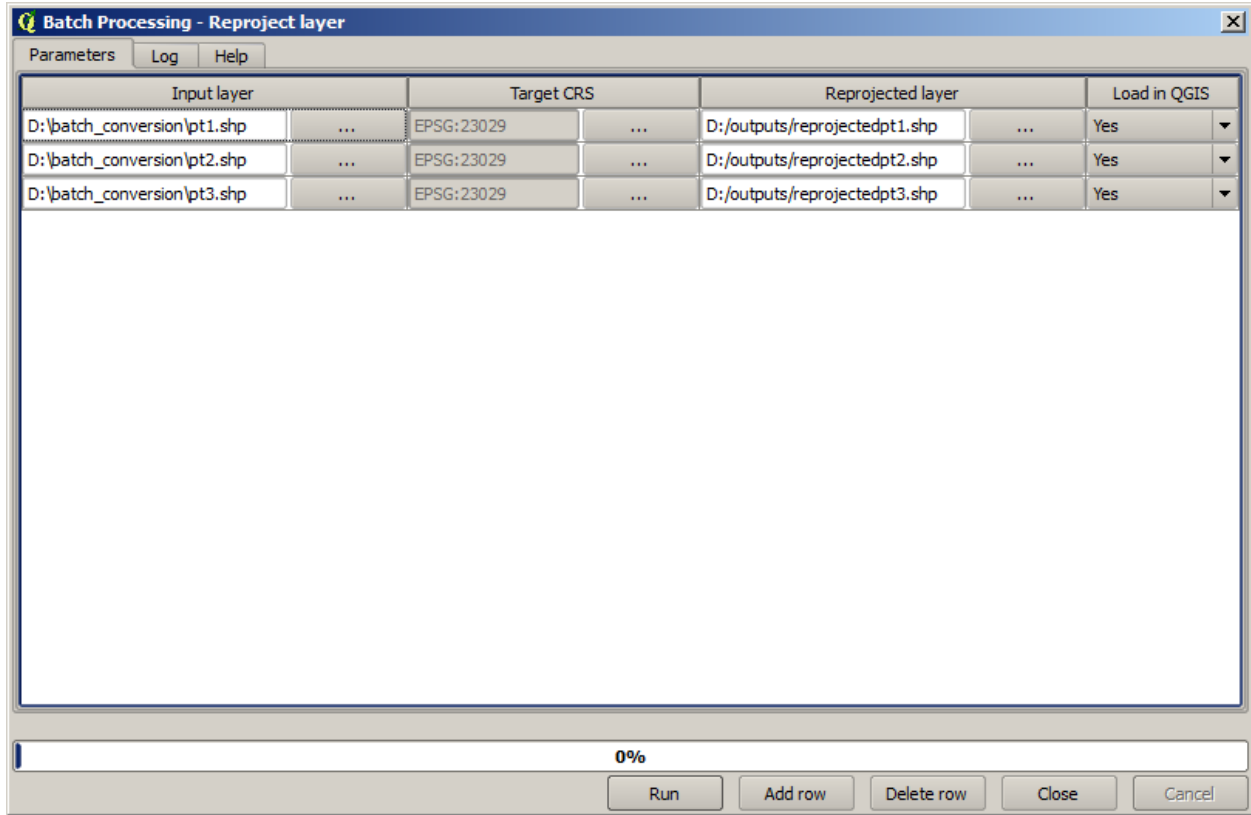 Batch Processing - Reproject layer
Parameters Log Help
Input layer Target CRS Reprojected layer Load in QGIS
D:\batch_conversion\pt1.shp ... EPSG:23029 ... D:/outputs/reprojectedpt1.shp ... Yes
D:\batch_conversion\pt2.shp ... EPSG:23029 ... D:/outputs/reprojectedpt2.shp ... Yes
D:\batch_conversion\pt3.shp ... EPSG:23029 ... D:/outputs/reprojectedpt3.shp ... Yes
0%
Run Add row Delete row Close Cancel